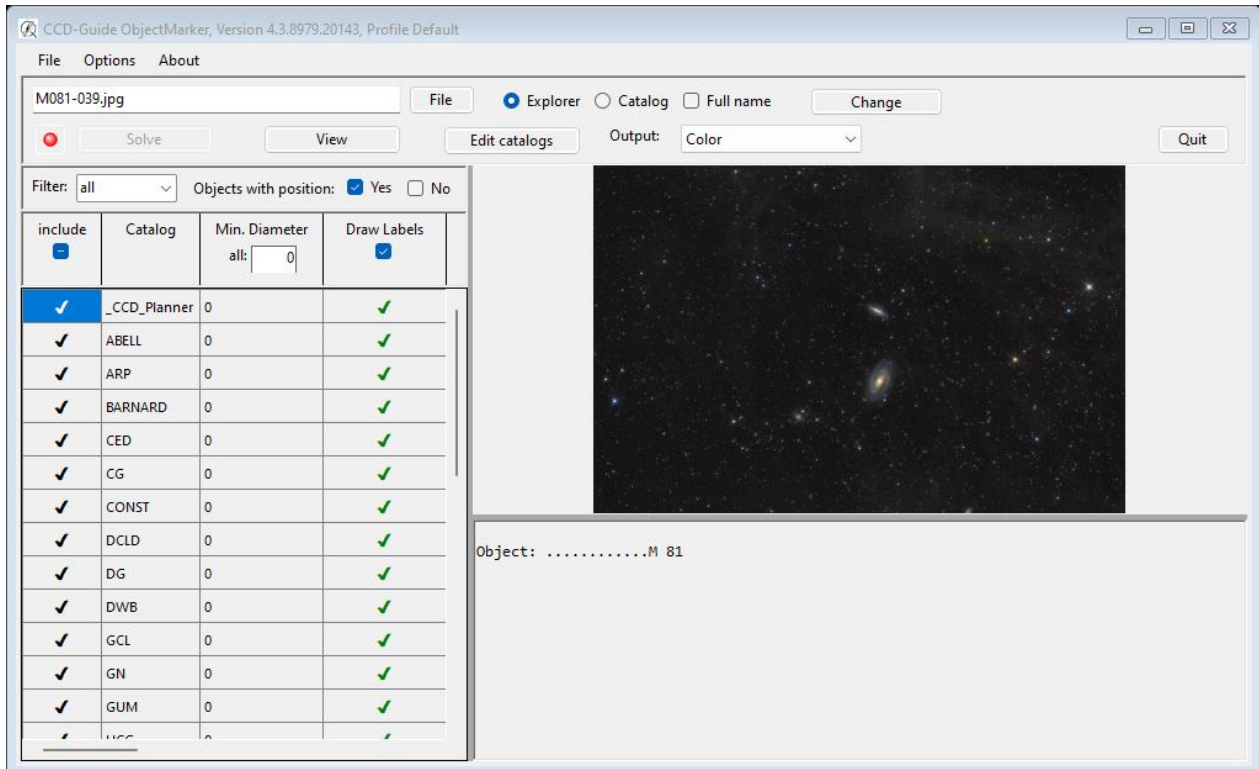 CCD-Guide ObjectMarker, Version 4.3.8979.20143, Profile Default
File Options About
M081-039.jpg File Explorer Catalog Full name Change
Solve View Edit catalogs Output: Color Quit
Filter: all Objects with position: Yes No
include Catalog Min. Diameter Draw Labels
all: 0
_CCD_Planner 0
ABELL 0
ARP 0
BARNARD 0
CED 0
CG 0
CONST 0
DCLD 0
DG 0
DWB 0
GCL 0
GN 0
GUM 0
Object: ............M 81